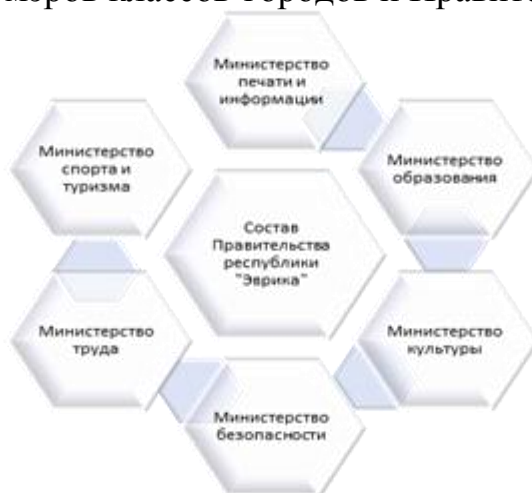 Министерство
печати и
информации
Министерство
спорта и
туризма
Министерство
образования
Состав
Правительства
республики
"Эврика"
Министерство
труда
Министерство
культуры
Министерство
безопасности